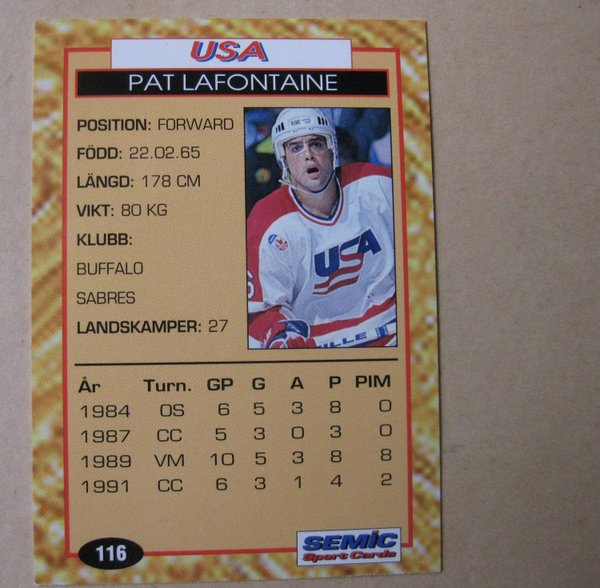 USA
PAT LAFONTAINE
POSITION: FORWARD
FÖDD: 22.02.65
LÄNGD: 178 CM
VIKT: 80 KG
KLUBB:
BUFFALO
SABRES
LANDSKAMPER: 27
USA
År Turn. GP G A P PIM
1984 OS 6 5 3 8 0
1987 CC 5 3 0 3 0
1989 VM 10 5 3 8 8
1991 CC 6 3 1 4 2
116
SEMIC
Sport Cards